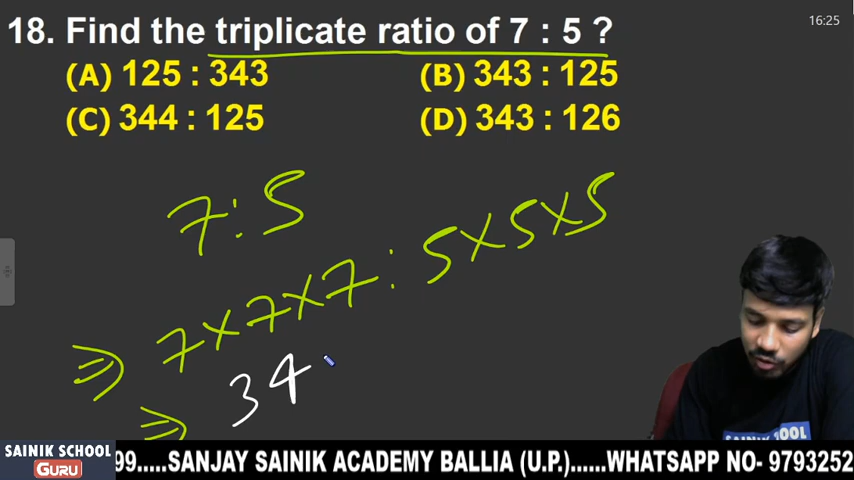 16:25
18. Find the triplicate ratio of 7 : 5 ?
(A) 125 : 343 (B) 343 : 125
(C) 344 : 125 (D) 343 : 126
7:5
⇒ 7×7×7 : 5×5×5
⇒ 34
SAINIK SCHOOL
GURU
99.....SANJAY SAINIK ACADEMY BALLIA (U.P.)......WHATSAPP NO- 9793252